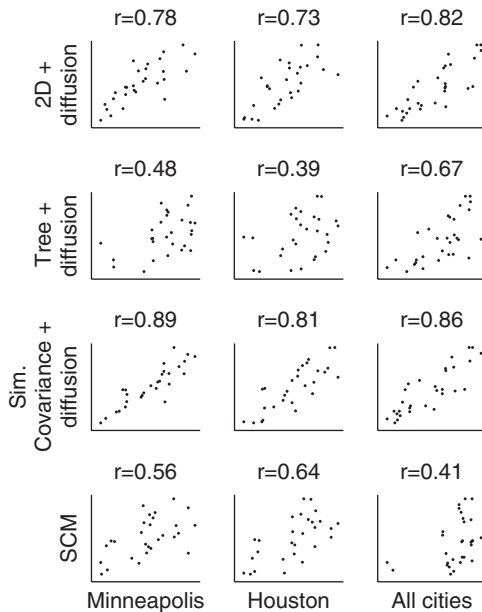 r=0.78 r=0.73 r=0.82
2D +
diffusion
r=0.48 r=0.39 r=0.67
Tree +
diffusion
r=0.89 r=0.81 r=0.86
Sim.
Covariance +
diffusion
r=0.56 r=0.64 r=0.41
SCM
Minneapolis Houston All cities